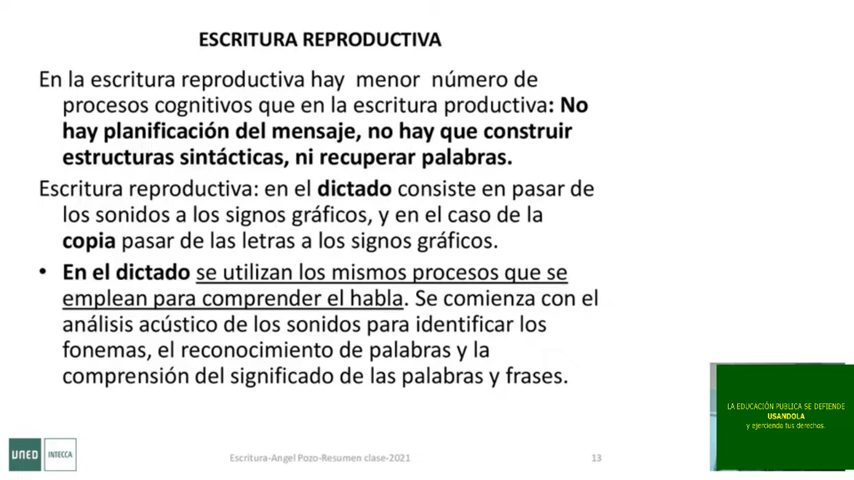 ESCRITURA REPRODUCTIVA
En la escritura reproductiva hay menor número de
procesos cognitivos que en la escritura productiva: No
hay planificación del mensaje, no hay que construir
estructuras sintácticas, ni recuperar palabras.
Escritura reproductiva: en el dictado consiste en pasar de
los sonidos a los signos gráficos, y en el caso de la
copia pasar de las letras a los signos gráficos.
• En el dictado se utilizan los mismos procesos que se
emplean para comprender el habla. Se comienza con el
análisis acústico de los sonidos para identificar los
fonemas, el reconocimiento de palabras y la
comprensión del significado de las palabras y frases.
LA EDUCACIÓN PUBLICA SE DEFIENDE
USANDOLA
y ejerciendo tus derechos.
UNED INTECCA
Escritura-Angel Pozo-Resumen clase-2021
13